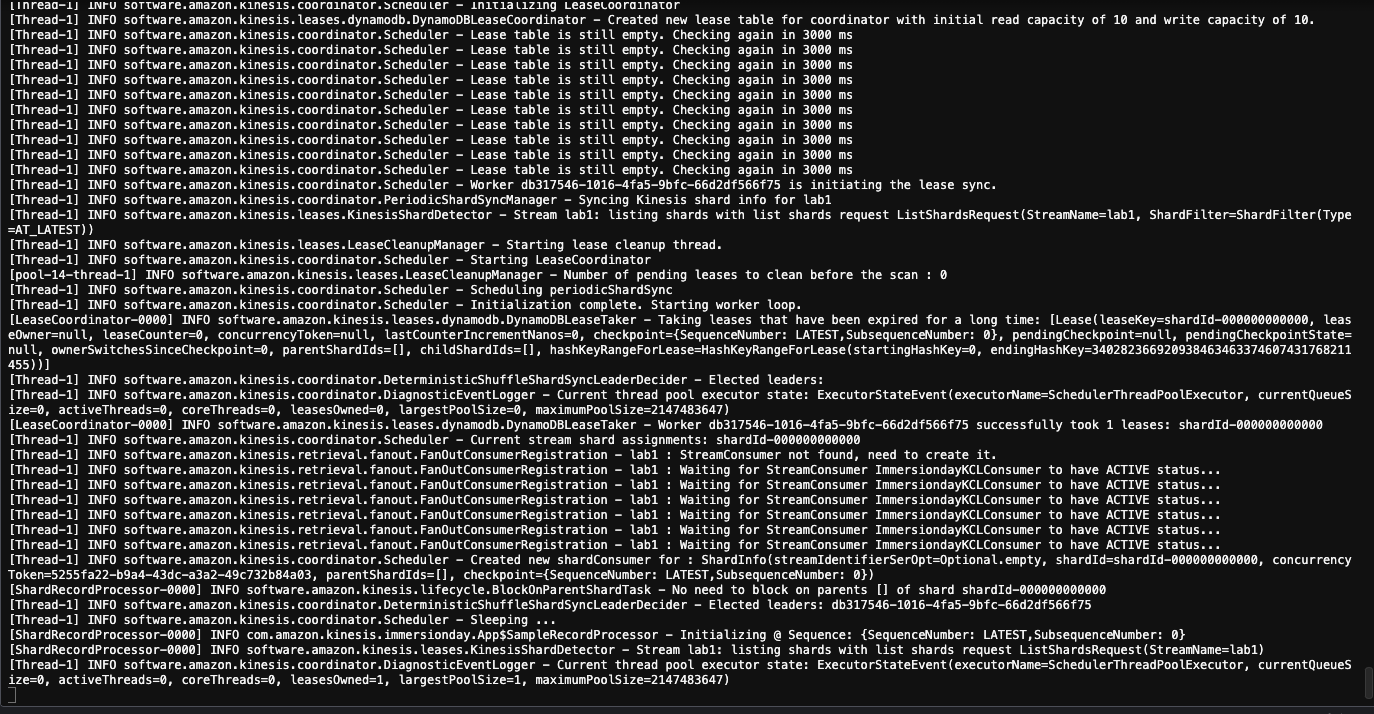 [Thread-1] INFO software.amazon.kinesis.coordinator.Scheduler - Initializing LeaseCoordinator
[Thread-1] INFO software.amazon.kinesis.leases.dynamodb.DynamoDBLeaseCoordinator - Created new lease table for coordinator with initial read capacity of 10 and write capacity of 10.
[Thread-1] INFO software.amazon.kinesis.coordinator.Scheduler - Lease table is still empty. Checking again in 3000 ms
[Thread-1] INFO software.amazon.kinesis.coordinator.Scheduler - Lease table is still empty. Checking again in 3000 ms
[Thread-1] INFO software.amazon.kinesis.coordinator.Scheduler - Lease table is still empty. Checking again in 3000 ms
[Thread-1] INFO software.amazon.kinesis.coordinator.Scheduler - Lease table is still empty. Checking again in 3000 ms
[Thread-1] INFO software.amazon.kinesis.coordinator.Scheduler - Lease table is still empty. Checking again in 3000 ms
[Thread-1] INFO software.amazon.kinesis.coordinator.Scheduler - Lease table is still empty. Checking again in 3000 ms
[Thread-1] INFO software.amazon.kinesis.coordinator.Scheduler - Lease table is still empty. Checking again in 3000 ms
[Thread-1] INFO software.amazon.kinesis.coordinator.Scheduler - Lease table is still empty. Checking again in 3000 ms
[Thread-1] INFO software.amazon.kinesis.coordinator.Scheduler - Lease table is still empty. Checking again in 3000 ms
[Thread-1] INFO software.amazon.kinesis.coordinator.Scheduler - Lease table is still empty. Checking again in 3000 ms
[Thread-1] INFO software.amazon.kinesis.coordinator.Scheduler - Worker db317546-1016-4fa5-9bfc-66d2df566f75 is initiating the lease sync.
[Thread-1] INFO software.amazon.kinesis.coordinator.PeriodicShardSyncManager - Syncing Kinesis shard info for lab1
[Thread-1] INFO software.amazon.kinesis.leases.KinesisShardDetector - Stream lab1: listing shards with list shards request ListShardsRequest(StreamName=lab1, ShardFilter=ShardFilter(Type
=AT_LATEST))
[Thread-1] INFO software.amazon.kinesis.leases.LeaseCleanupManager - Starting lease cleanup thread.
[Thread-1] INFO software.amazon.kinesis.coordinator.Scheduler - Starting LeaseCoordinator
[pool-14-thread-1] INFO software.amazon.kinesis.leases.LeaseCleanupManager - Number of pending leases to clean before the scan : 0
[Thread-1] INFO software.amazon.kinesis.coordinator.Scheduler - Scheduling periodicShardSync
[Thread-1] INFO software.amazon.kinesis.coordinator.Scheduler - Initialization complete. Starting worker loop.
[LeaseCoordinator-0000] INFO software.amazon.kinesis.leases.dynamodb.DynamoDBLeaseTaker - Taking leases that have been expired for a long time: [Lease(leaseKey=shardId-000000000000, leas
eOwner=null, leaseCounter=0, concurrencyToken=null, lastCounterIncrementNanos=0, checkpoint={SequenceNumber: LATEST,SubsequenceNumber: 0}, pendingCheckpoint=null, pendingCheckpointState=
null, ownerSwitchesSinceCheckpoint=0, parentShardIds=[], childShardIds=[], hashKeyRangeForLease=HashKeyRangeForLease(startingHashKey=0, endingHashKey=340282366920938463463374607431768211
455))]
[Thread-1] INFO software.amazon.kinesis.coordinator.DeterministicShuffleShardSyncLeaderDecider - Elected leaders:
[Thread-1] INFO software.amazon.kinesis.coordinator.DiagnosticEventLogger - Current thread pool executor state: ExecutorStateEvent(executorName=SchedulerThreadPoolExecutor, currentQueueS
ize=0, activeThreads=0, coreThreads=0, leasesOwned=0, largestPoolSize=0, maximumPoolSize=2147483647)
[LeaseCoordinator-0000] INFO software.amazon.kinesis.leases.dynamodb.DynamoDBLeaseTaker - Worker db317546-1016-4fa5-9bfc-66d2df566f75 successfully took 1 leases: shardId-000000000000
[Thread-1] INFO software.amazon.kinesis.coordinator.Scheduler - Current stream shard assignments: shardId-000000000000
[Thread-1] INFO software.amazon.kinesis.retrieval.fanout.FanOutConsumerRegistration - lab1 : StreamConsumer not found, need to create it.
[Thread-1] INFO software.amazon.kinesis.retrieval.fanout.FanOutConsumerRegistration - lab1 : Waiting for StreamConsumer ImmersiondayKCLConsumer to have ACTIVE status...
[Thread-1] INFO software.amazon.kinesis.retrieval.fanout.FanOutConsumerRegistration - lab1 : Waiting for StreamConsumer ImmersiondayKCLConsumer to have ACTIVE status...
[Thread-1] INFO software.amazon.kinesis.retrieval.fanout.FanOutConsumerRegistration - lab1 : Waiting for StreamConsumer ImmersiondayKCLConsumer to have ACTIVE status...
[Thread-1] INFO software.amazon.kinesis.retrieval.fanout.FanOutConsumerRegistration - lab1 : Waiting for StreamConsumer ImmersiondayKCLConsumer to have ACTIVE status...
[Thread-1] INFO software.amazon.kinesis.retrieval.fanout.FanOutConsumerRegistration - lab1 : Waiting for StreamConsumer ImmersiondayKCLConsumer to have ACTIVE status...
[Thread-1] INFO software.amazon.kinesis.retrieval.fanout.FanOutConsumerRegistration - lab1 : Waiting for StreamConsumer ImmersiondayKCLConsumer to have ACTIVE status...
[Thread-1] INFO software.amazon.kinesis.coordinator.Scheduler - Created new shardConsumer for : ShardInfo(streamIdentifierSerOpt=Optional.empty, shardId=shardId-000000000000, concurrency
Token=5255fa22-b9a4-43dc-a3a2-49c732b84a03, parentShardIds=[], checkpoint={SequenceNumber: LATEST,SubsequenceNumber: 0})
[ShardRecordProcessor-0000] INFO software.amazon.kinesis.lifecycle.BlockOnParentShardTask - No need to block on parents [] of shard shardId-000000000000
[Thread-1] INFO software.amazon.kinesis.coordinator.DeterministicShuffleShardSyncLeaderDecider - Elected leaders: db317546-1016-4fa5-9bfc-66d2df566f75
[Thread-1] INFO software.amazon.kinesis.coordinator.Scheduler - Sleeping ...
[ShardRecordProcessor-0000] INFO com.amazon.kinesis.immersionday.App$SampleRecordProcessor - Initializing @ Sequence: {SequenceNumber: LATEST,SubsequenceNumber: 0}
[ShardRecordProcessor-0000] INFO software.amazon.kinesis.leases.KinesisShardDetector - Stream lab1: listing shards with list shards request ListShardsRequest(StreamName=lab1)
[Thread-1] INFO software.amazon.kinesis.coordinator.DiagnosticEventLogger - Current thread pool executor state: ExecutorStateEvent(executorName=SchedulerThreadPoolExecutor, currentQueueS
ize=0, activeThreads=0, coreThreads=0, leasesOwned=1, largestPoolSize=1, maximumPoolSize=2147483647)